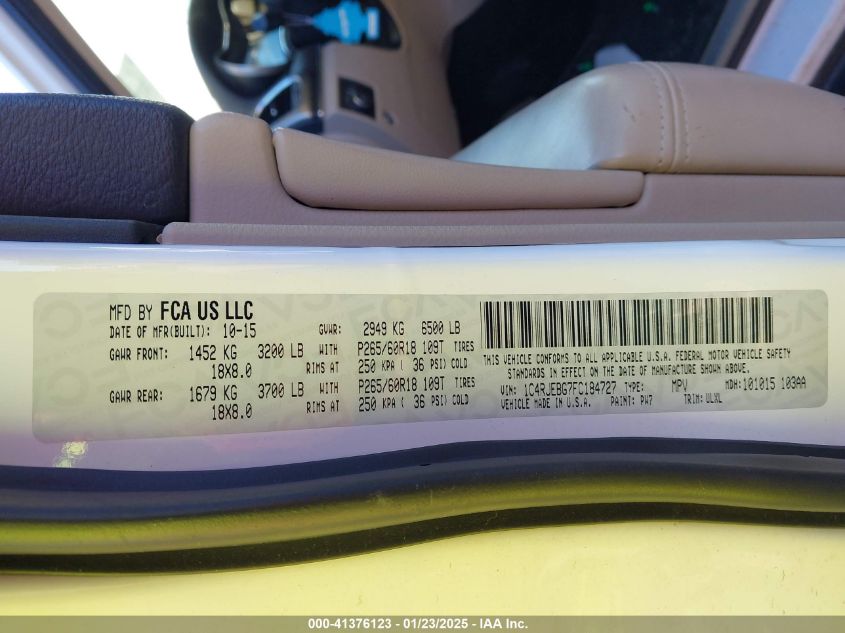 MFD BY FCA US LLC
DATE OF MFR(BUILT): 10-15 GVWR: 2949 KG 6500 LB
GAWR FRONT: 1452 KG 3200 LB WITH P265/60R18 109T TIRES
18X8.0 RIMS AT 250 KPA ( 36 PSI) COLD
GAWR REAR: 1679 KG 3700 LB WITH P265/60R18 109T TIRES
18X8.0 RIMS AT 250 KPA ( 36 PSI) COLD
THIS VEHICLE CONFORMS TO ALL APPLICABLE U.S.A. FEDERAL MOTOR VEHICLE SAFETY
STANDARDS IN EFFECT ON THE DATE OF MANUFACTURE SHOWN ABOVE.
VIN: 1C4RJEBG7FC184727 TYPE: MPV MDH: 101015 103AA
VEHICLE MADE IN U.S.A. PAINT: PW7 TRIM: ULXL
000-41376123 - 01/23/2025 - IAA Inc.